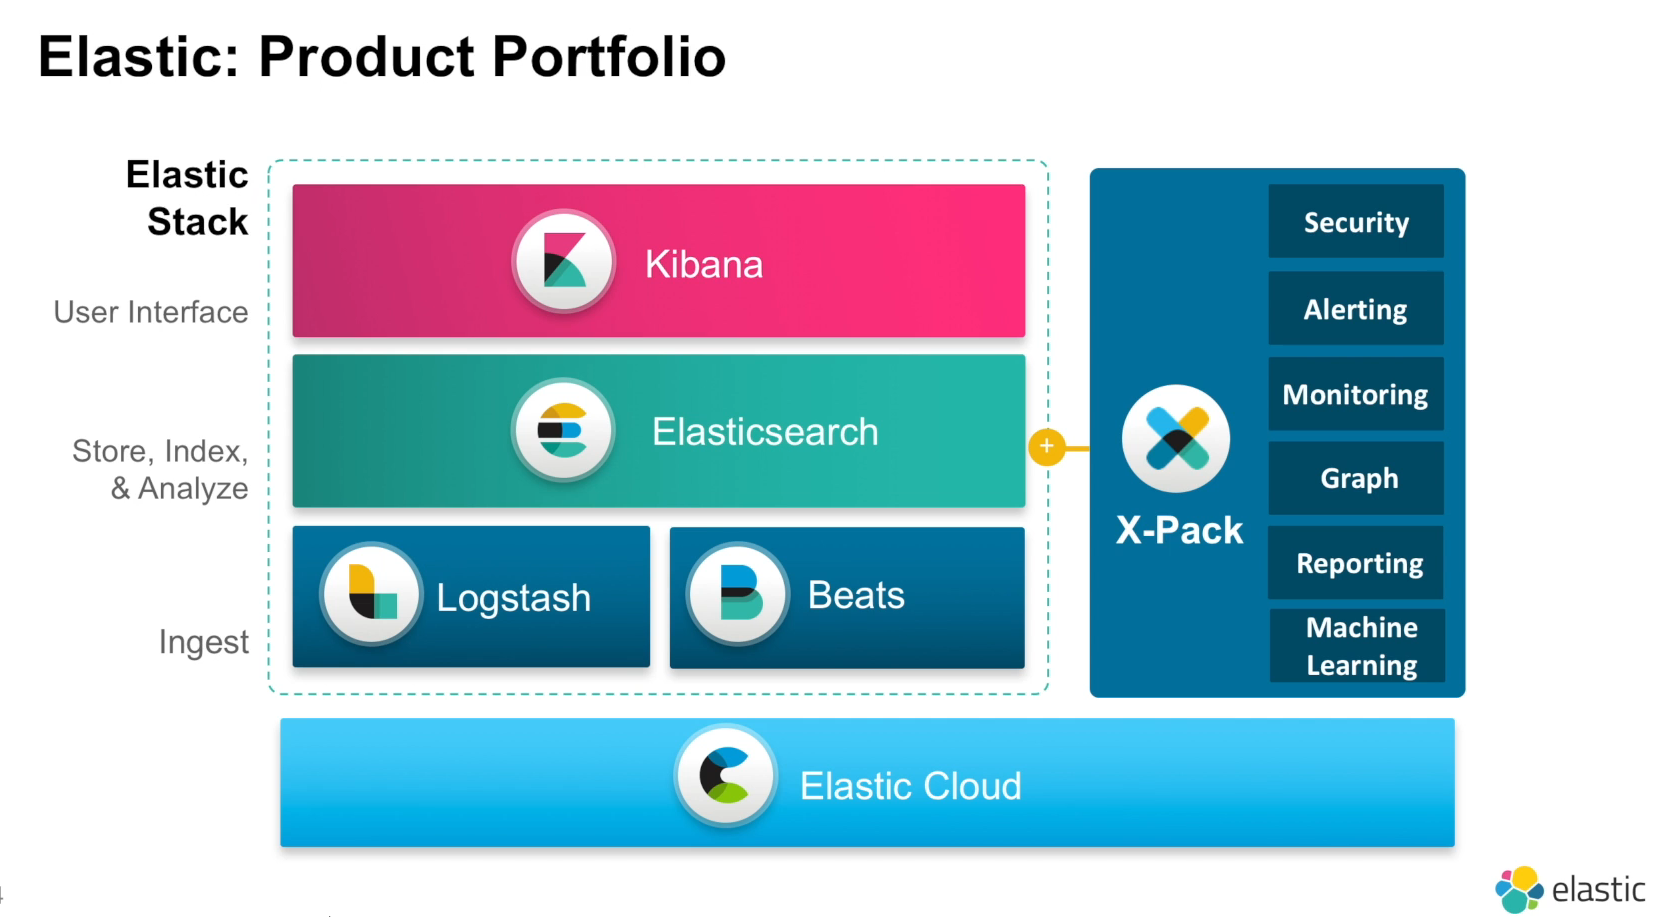 Elastic: Product Portfolio
Elastic
Stack
User Interface
Store, Index,
& Analyze
Ingest
Kibana
Elasticsearch
Logstash
Beats
+
X-Pack
Security
Alerting
Monitoring
Graph
Reporting
Machine
Learning
Elastic Cloud
elastic